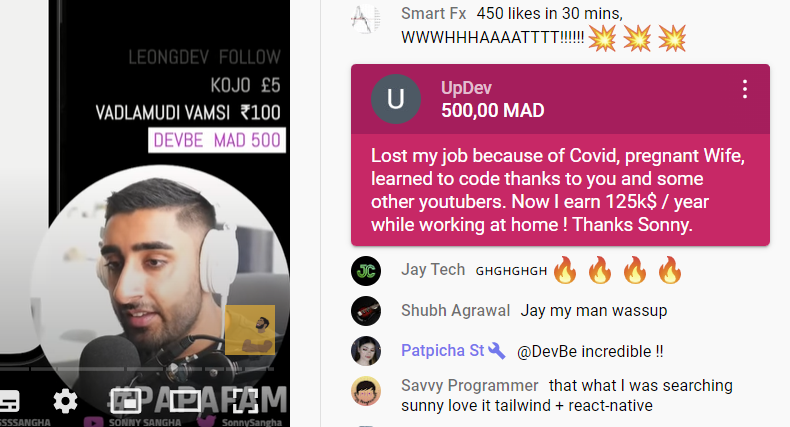 LEONGDEV FOLLOW
KOJO £5
VADLAMUDI VAMSI ₹100
DEVBE MAD 500
#PAPAFAM
SONNY SANGHA
SonnySangha
Smart Fx 450 likes in 30 mins,
WWWHHHAAAATTTT!!!!!!
U
UpDev
500,00 MAD
Lost my job because of Covid, pregnant Wife,
learned to code thanks to you and some
other youtubers. Now I earn 125k$ / year
while working at home ! Thanks Sonny.
JC
Jay Tech ɢʜɢʜɢʜɢʜ
Shubh Agrawal Jay my man wassup
Patpicha St @DevBe incredible !!
Savvy Programmer that what I was searching
sunny love it tailwind + react-native